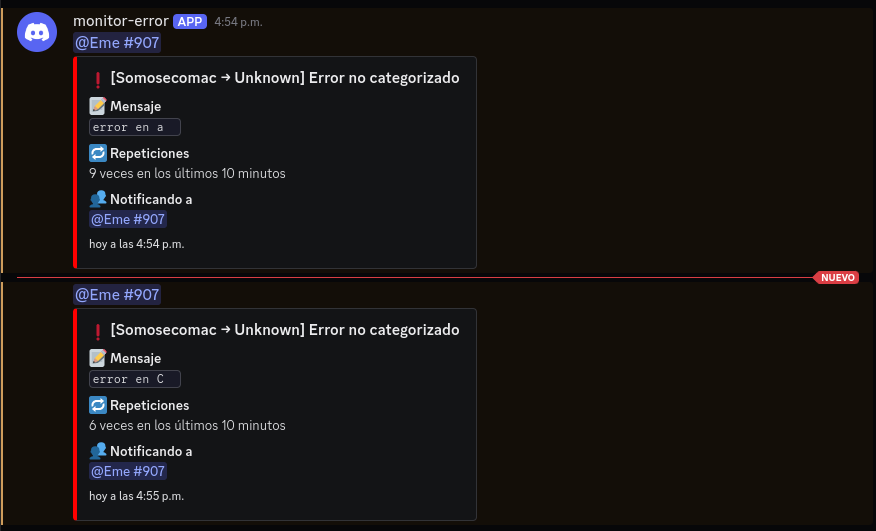 monitor-error APP 4:54 p.m.
@Eme #907
❗ [Somosecomac → Unknown] Error no categorizado
📝 Mensaje
error en a
🔁 Repeticiones
9 veces en los últimos 10 minutos
👥 Notificando a
@Eme #907
hoy a las 4:54 p.m.
NUEVO
@Eme #907
❗ [Somosecomac → Unknown] Error no categorizado
📝 Mensaje
error en C
🔁 Repeticiones
6 veces en los últimos 10 minutos
👥 Notificando a
@Eme #907
hoy a las 4:55 p.m.